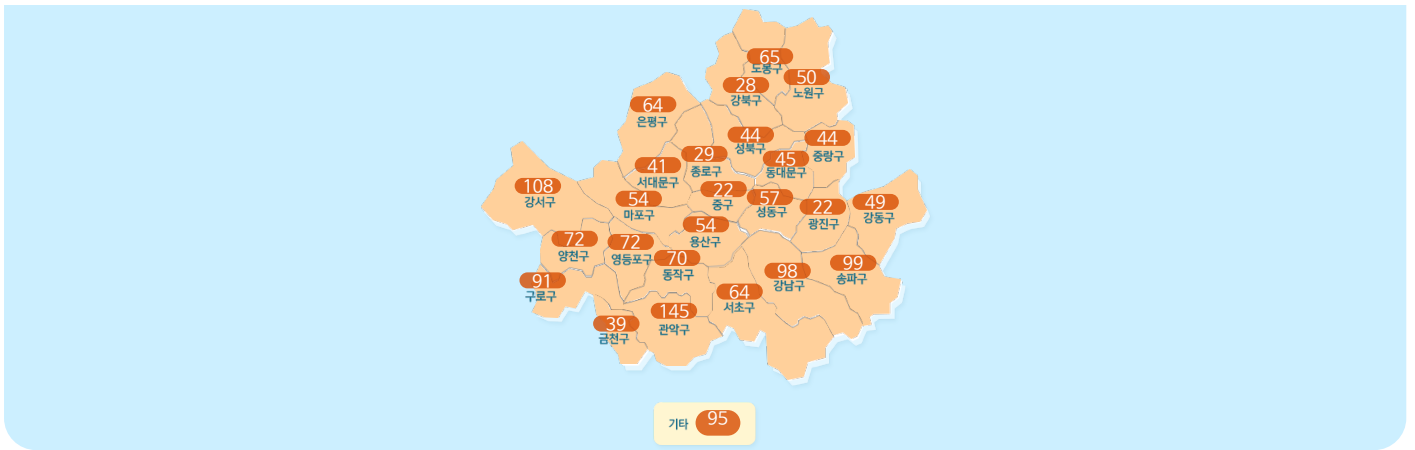 65
도봉구
50
노원구
28
강북구
64
은평구
44
성북구
44
중랑구
29
종로구
45
동대문구
41
서대문구
108
강서구
22
중구
57
성동구
54
마포구
22
광진구
49
강동구
54
용산구
72
양천구
72
영등포구
70
동작구
99
송파구
98
강남구
91
구로구
64
서초구
145
관악구
39
금천구
기타 95